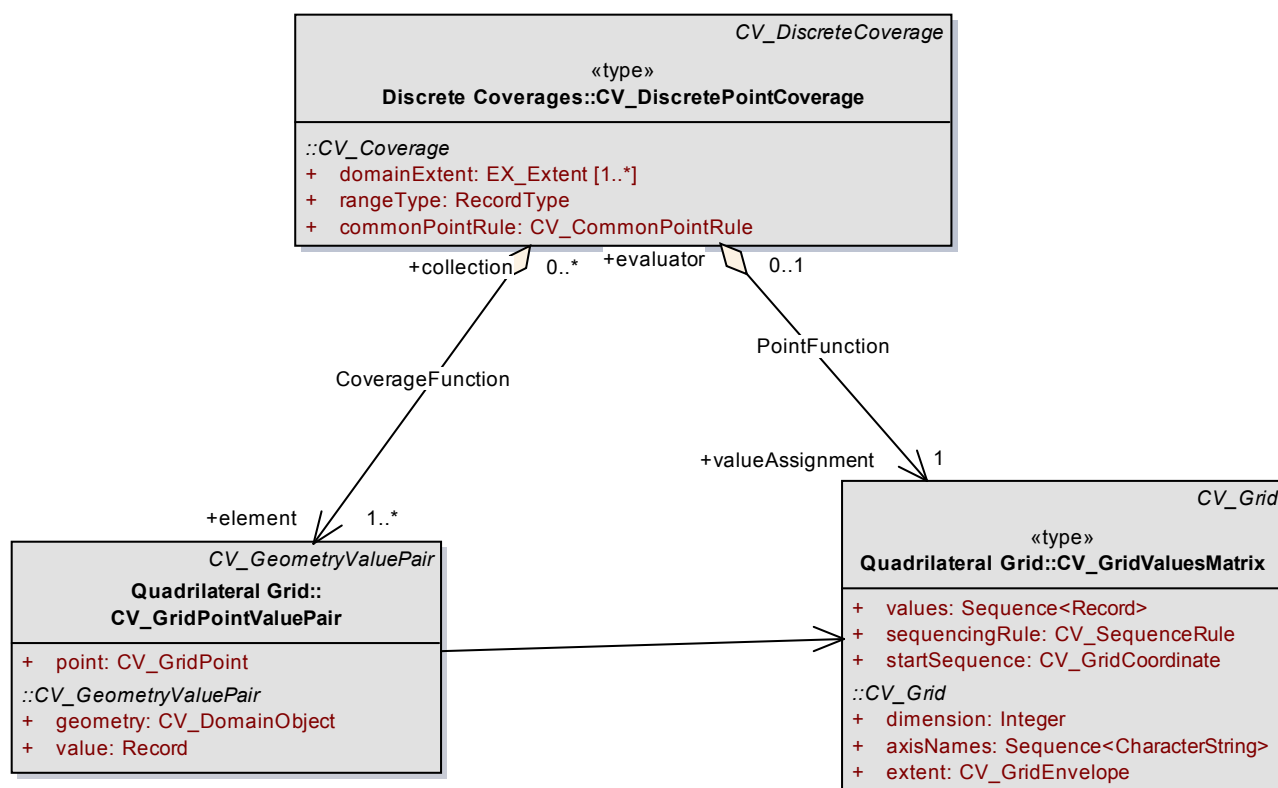 CV_DiscreteCoverage
«type»
Discrete Coverages::CV_DiscretePointCoverage
::CV_Coverage
+ domainExtent: EX_Extent [1..*]
+ rangeType: RecordType
+ commonPointRule: CV_CommonPointRule
+collection 0..* +evaluator 0..1
PointFunction
CoverageFunction
+valueAssignment 1
+element 1..*
CV_GeometryValuePair
Quadrilateral Grid::
CV_GridPointValuePair
+ point: CV_GridPoint
::CV_GeometryValuePair
+ geometry: CV_DomainObject
+ value: Record
CV_Grid
«type»
Quadrilateral Grid::CV_GridValuesMatrix
+ values: Sequence<Record>
+ sequencingRule: CV_SequenceRule
+ startSequence: CV_GridCoordinate
::CV_Grid
+ dimension: Integer
+ axisNames: Sequence<CharacterString>
+ extent: CV_GridEnvelope